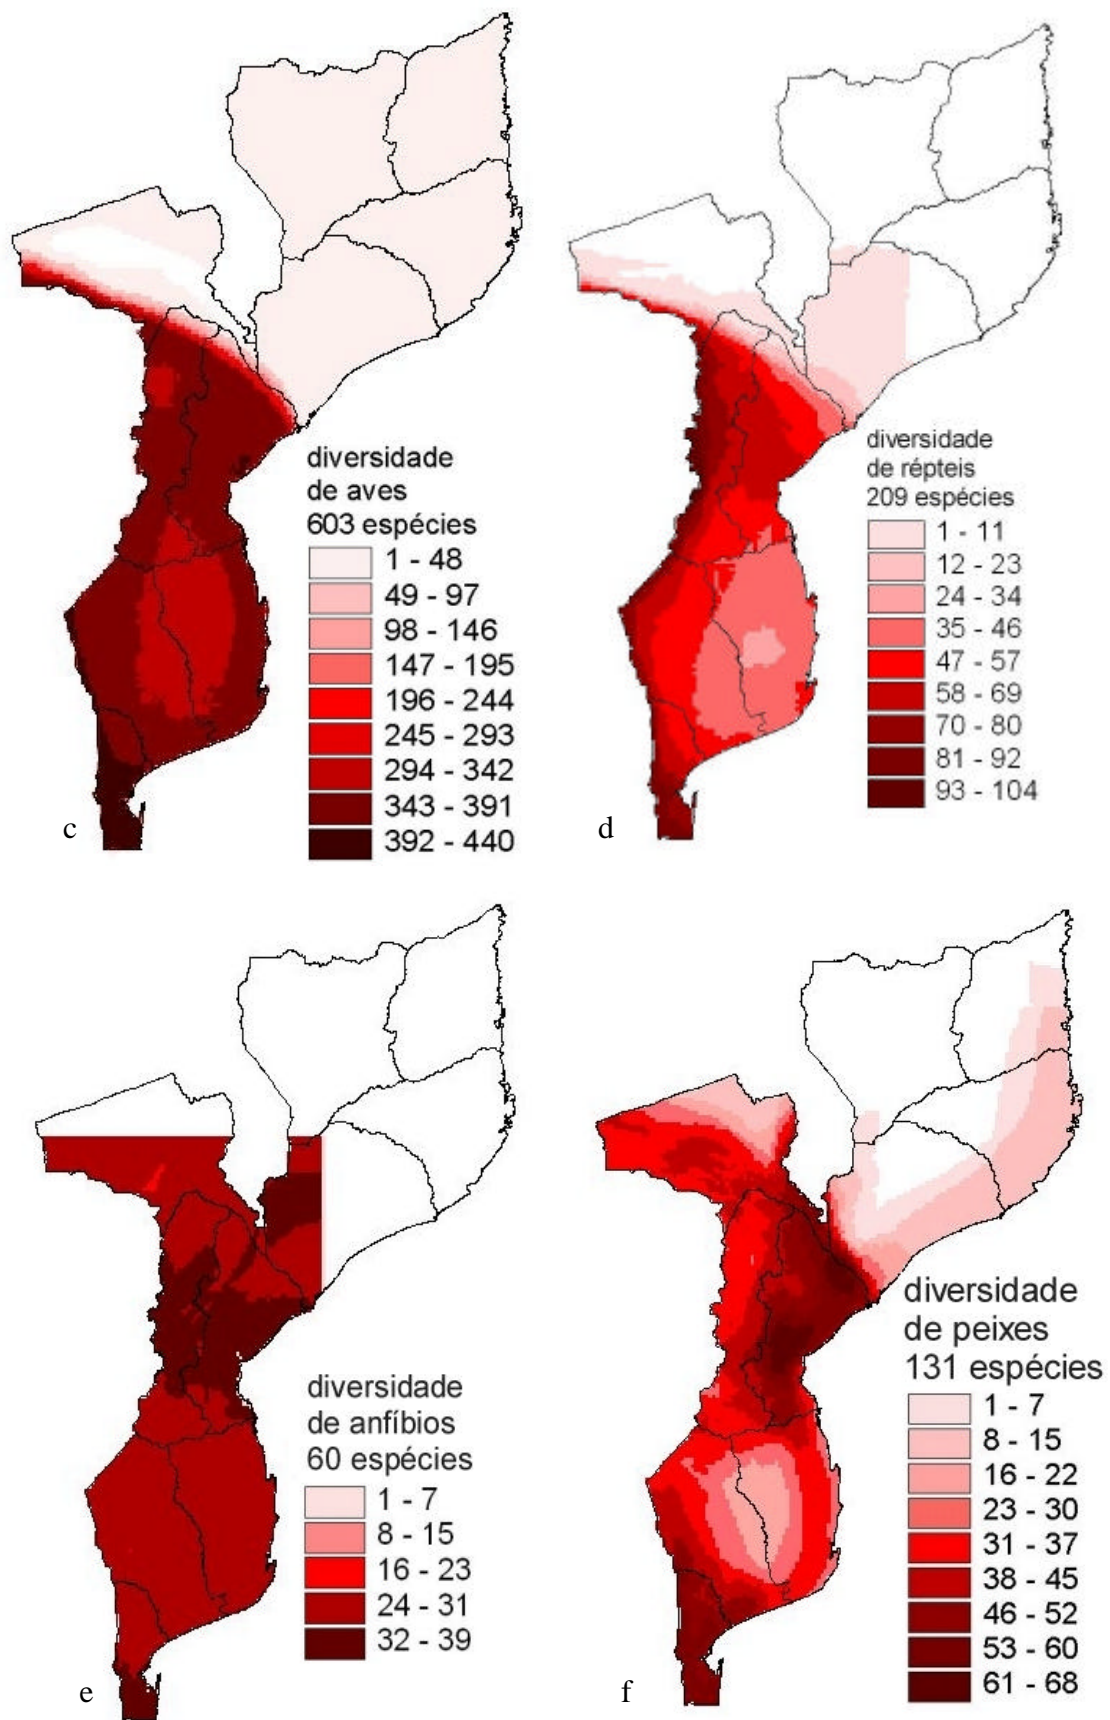 diversidade
de aves
603 espécies
1 - 48
49 - 97
98 - 146
147 - 195
196 - 244
245 - 293
294 - 342
343 - 391
392 - 440
c
diversidade
de répteis
209 espécies
1 - 11
12 - 23
24 - 34
35 - 46
47 - 57
58 - 69
70 - 80
81 - 92
93 - 104
d
diversidade
de anfíbios
60 espécies
1 - 7
8 - 15
16 - 23
24 - 31
32 - 39
e
diversidade
de peixes
131 espécies
1 - 7
8 - 15
16 - 22
23 - 30
31 - 37
38 - 45
46 - 52
53 - 60
61 - 68
f